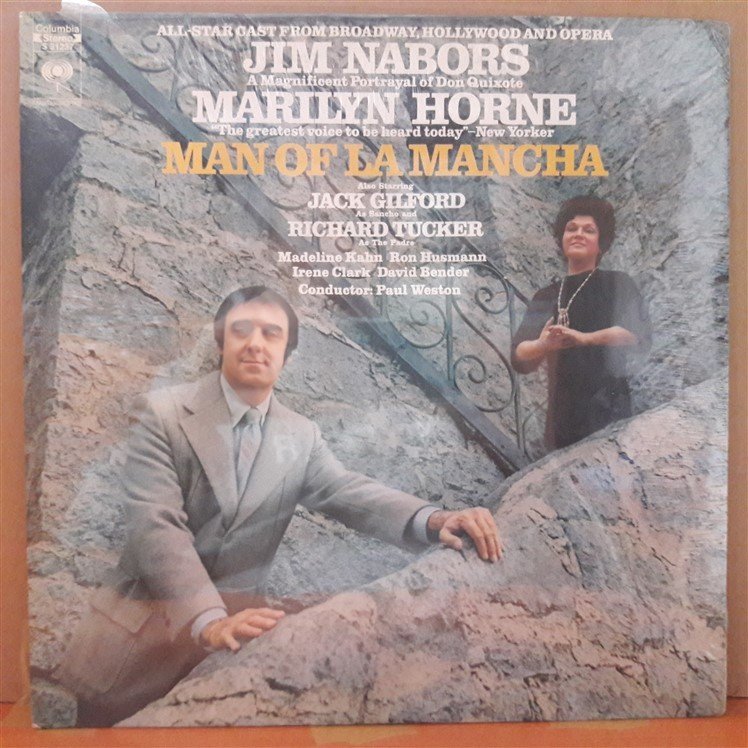 Columbia
Stereo
ALL-STAR CAST FROM BROADWAY, HOLLYWOOD AND OPERA
JIM NABORS
A Magnificent Portrayal of Don Quixote
MARILYN HORNE
"The greatest voice to be heard today"–New Yorker
MAN OF LA MANCHA
Also Starring
JACK GILFORD
As Sancho and
RICHARD TUCKER
As The Padre
Madeline Kahn Ron Husmann
Irene Clark David Bender
Conductor: Paul Weston